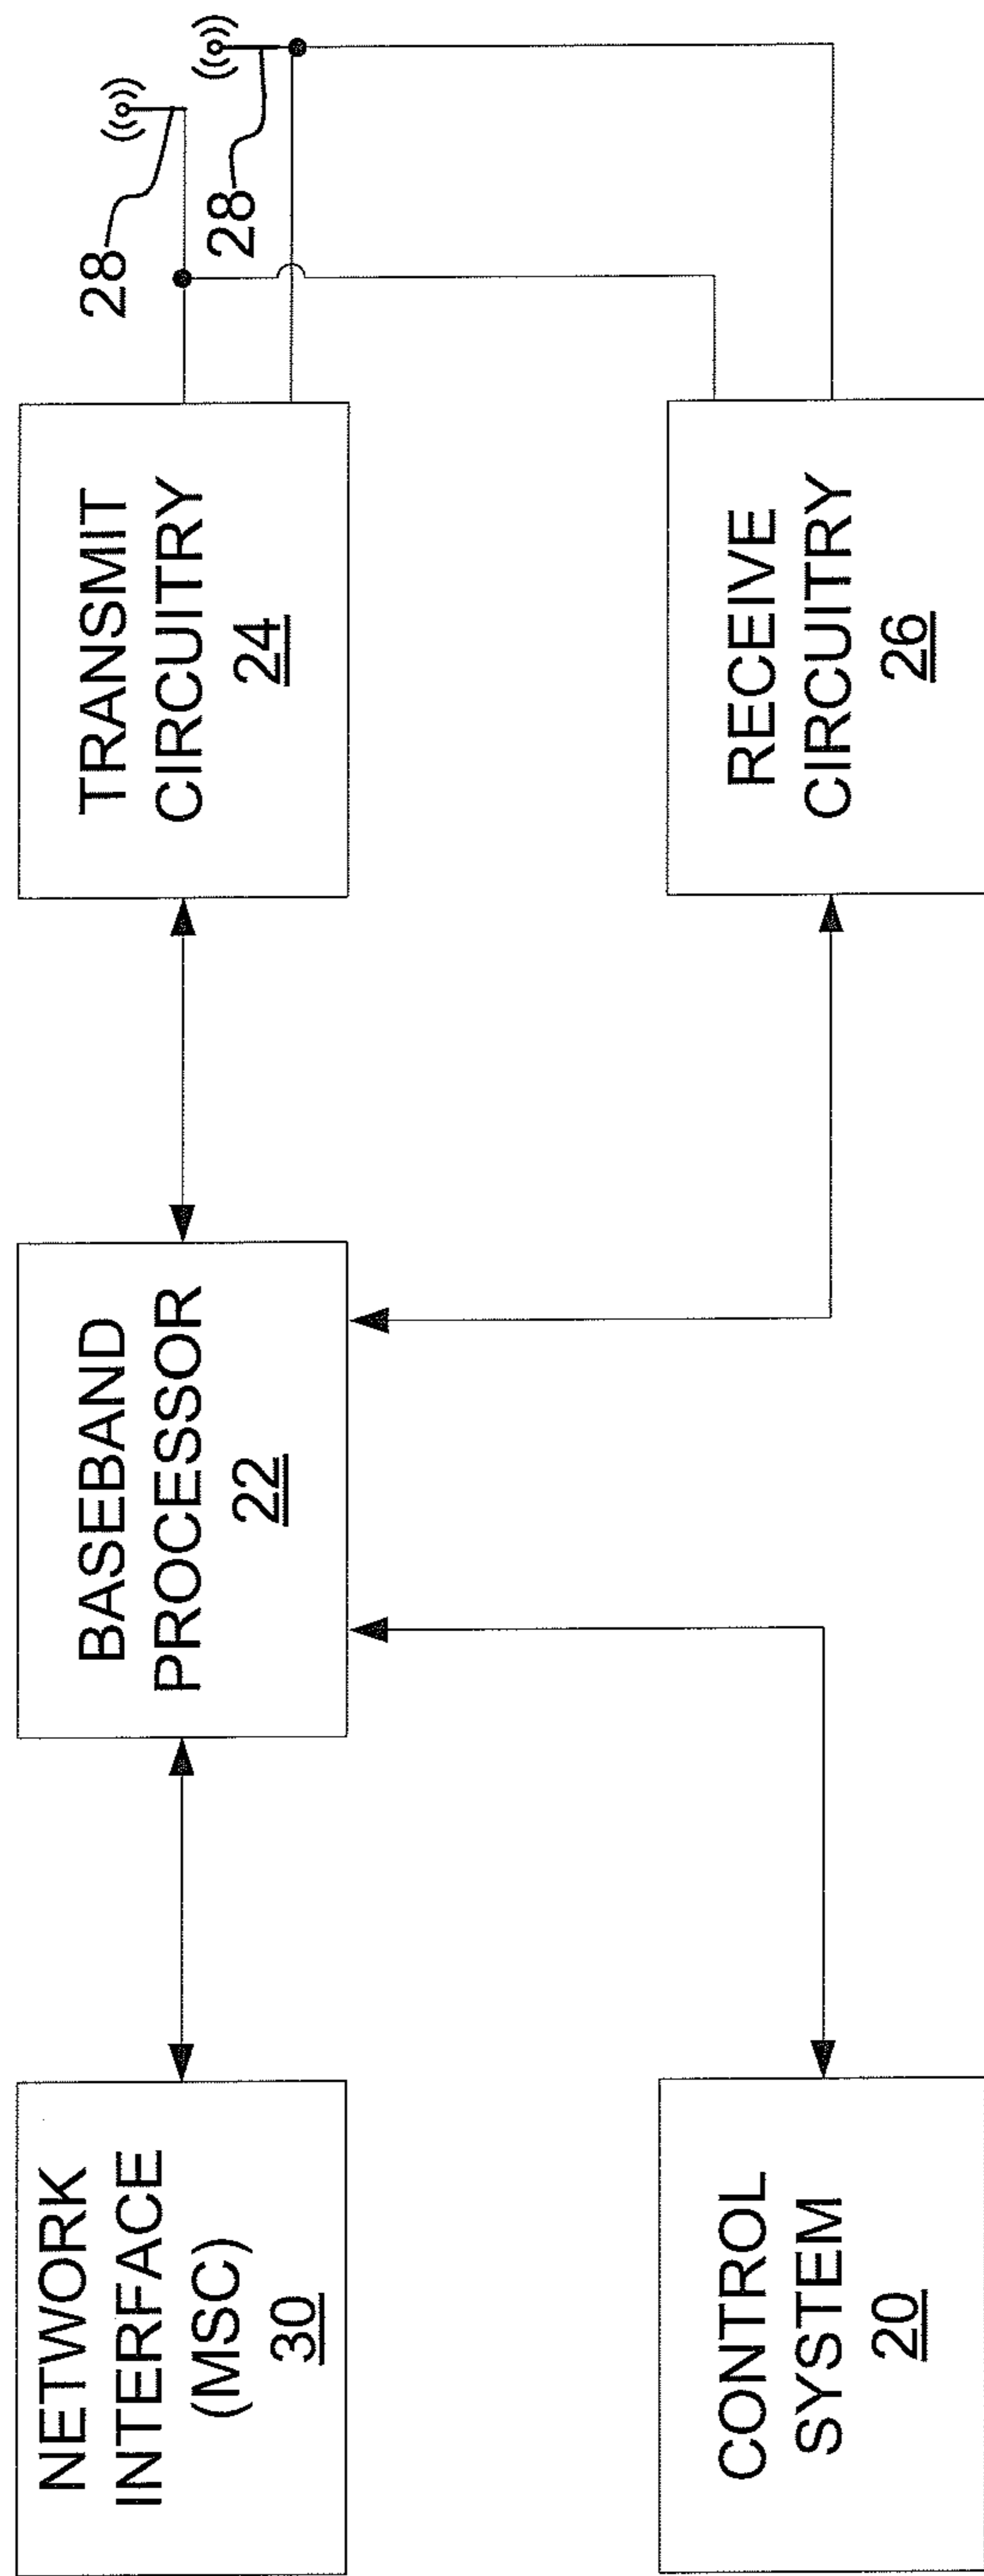 NETWORK
INTERFACE
(MSC)
30
BASEBAND
PROCESSOR
22
TRANSMIT
CIRCUITRY
24
28
28
CONTROL
SYSTEM
20
RECEIVE
CIRCUITRY
26